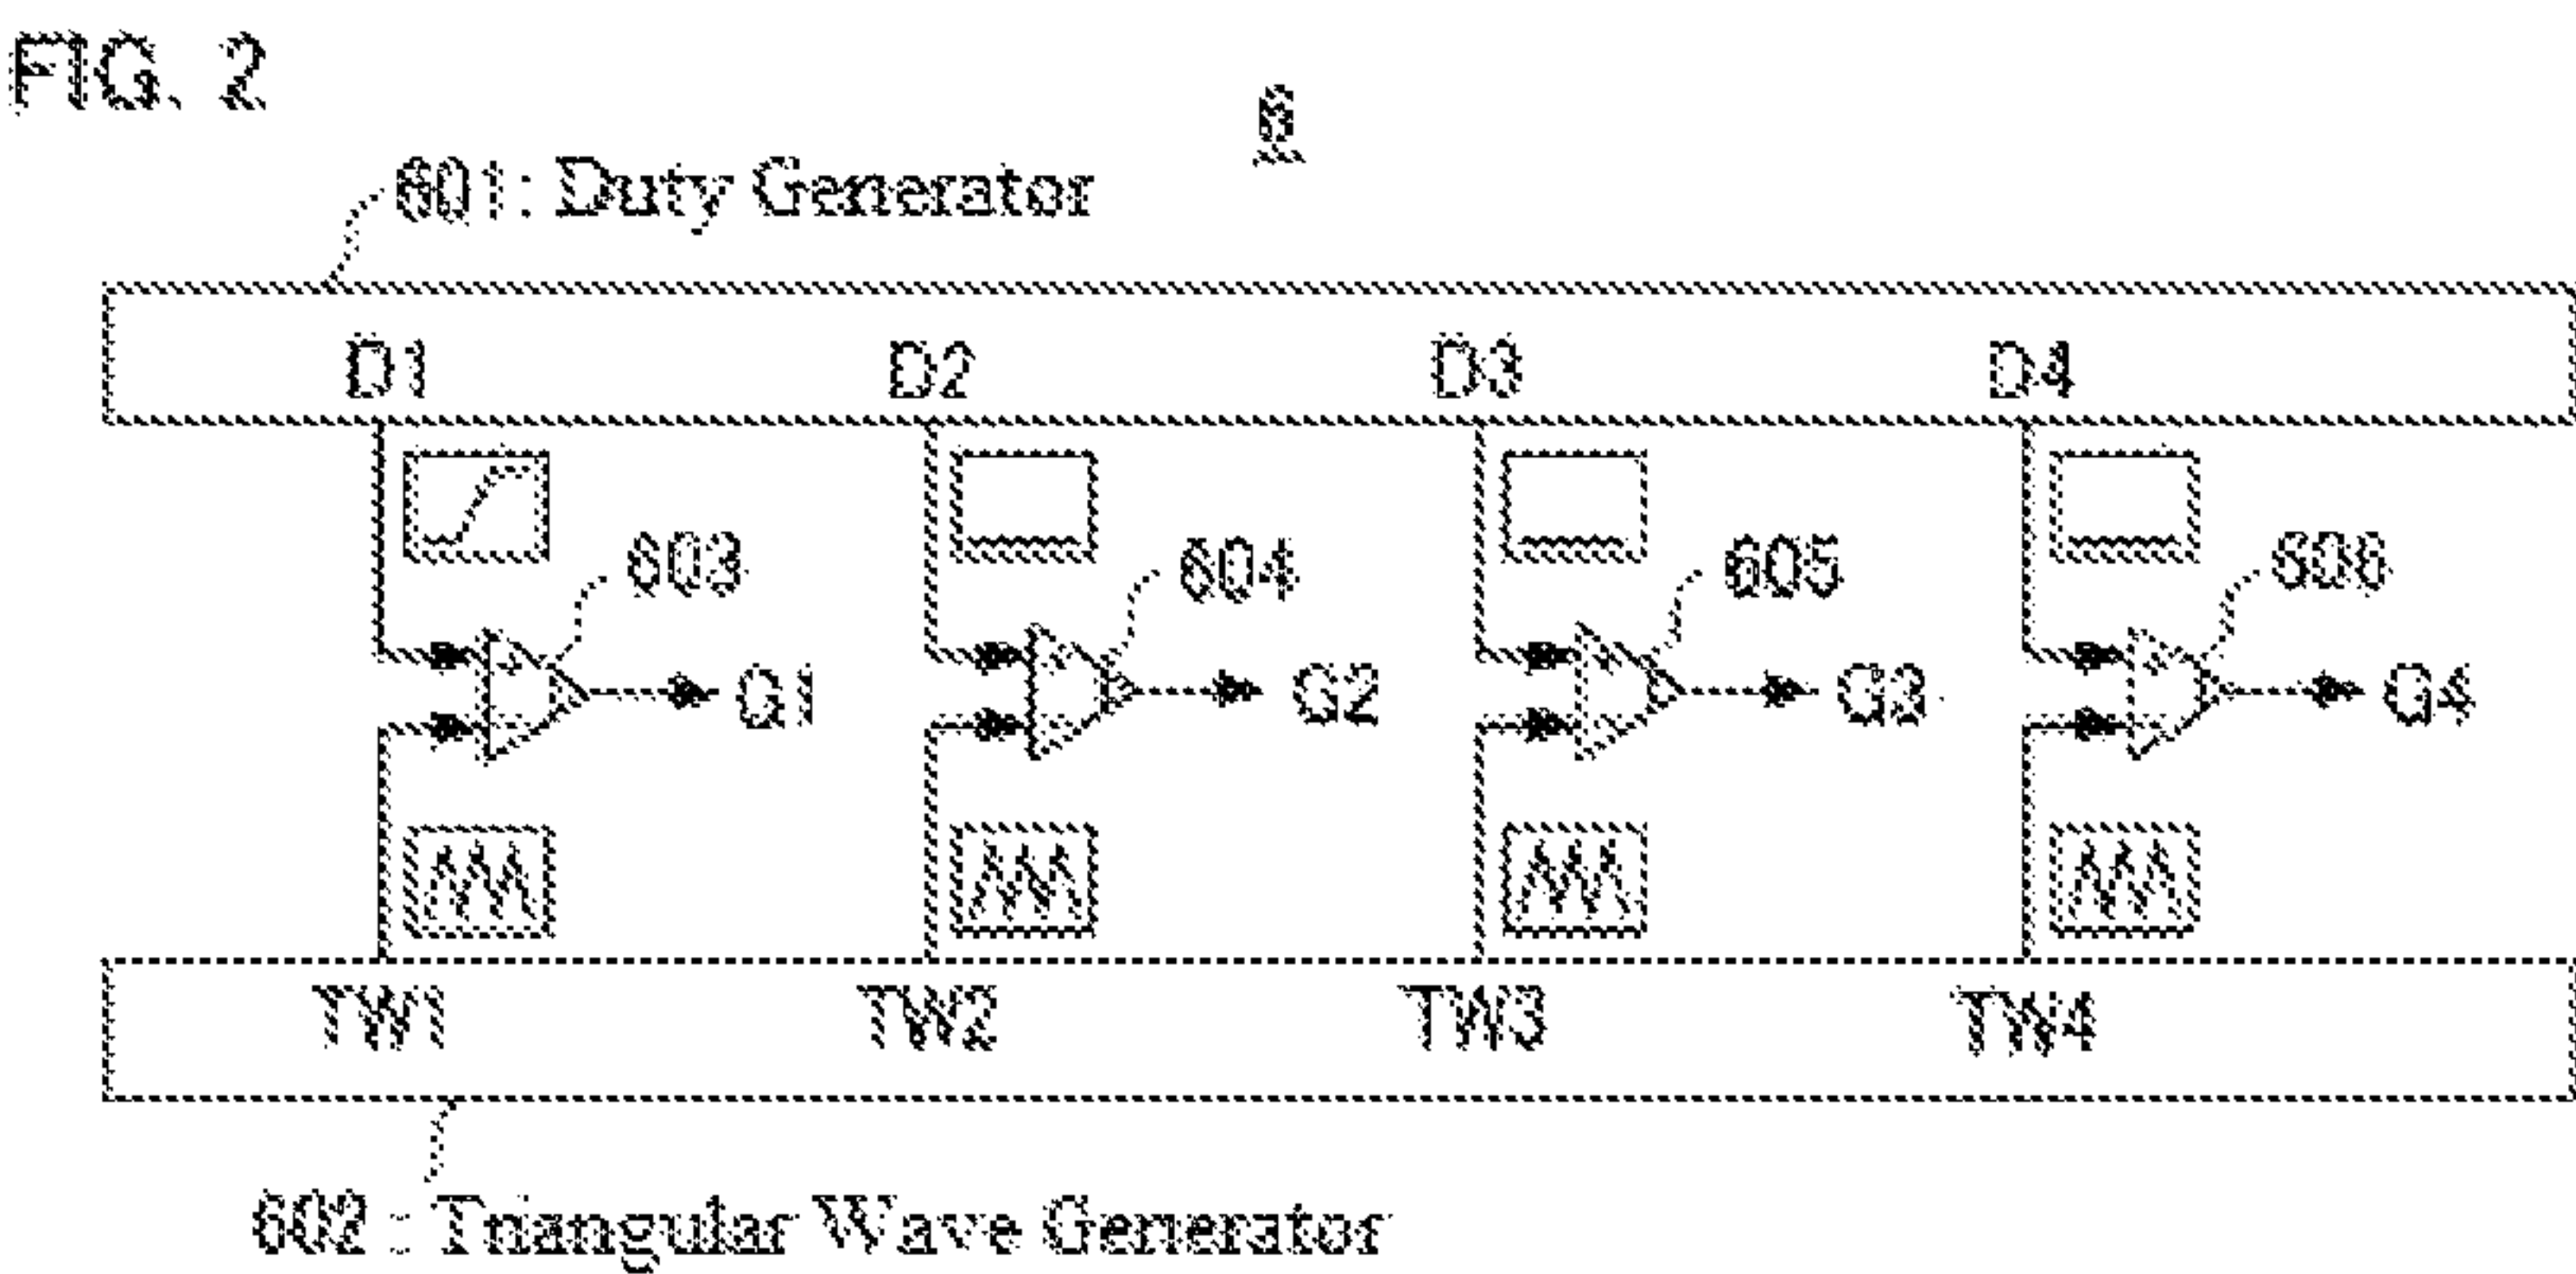 FIG. 2
6
601: Duty Generator
D1 D2 D3 D4
603 604 605 606
G1 G2 G3 G4
TW1 TW2 TW3 TW4
602 : Triangular Wave Generator